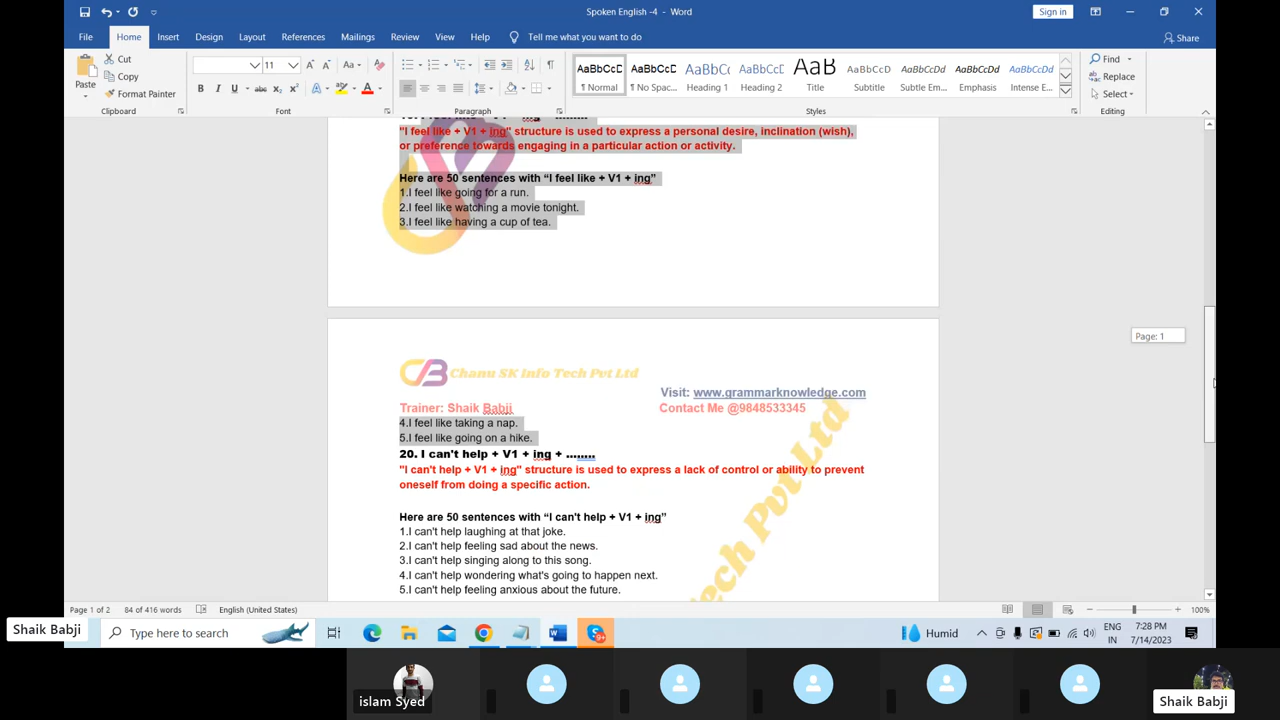 Spoken English -4 - Word
Sign in
File Home Insert Design Layout References Mailings Review View Help Tell me what you want to do Share
Paste
Cut
Copy
Format Painter
11
AaBbCcD AaBbCcD AaBbCc AaBbCcD AaB AaBbCcD AaBbCcDd AaBbCcDd AaBbCcDd
¶ Normal ¶ No Spac... Heading 1 Heading 2 Title Subtitle Subtle Em... Emphasis Intense E...
Find
Replace
Select
Clipboard Font Paragraph Styles Editing
"I feel like + V1 + ing" structure is used to express a personal desire, inclination (wish),
or preference towards engaging in a particular action or activity.
Here are 50 sentences with “I feel like + V1 + ing”
1.I feel like going for a run.
2.I feel like watching a movie tonight.
3.I feel like having a cup of tea.
Page: 1
Chanu SK Info Tech Pvt Ltd
Visit: www.grammarknowledge.com
Trainer: Shaik Babji Contact Me @9848533345
4.I feel like taking a nap.
5.I feel like going on a hike.
20. I can't help + V1 + ing + ........
"I can't help + V1 + ing" structure is used to express a lack of control or ability to prevent
oneself from doing a specific action.
Here are 50 sentences with “I can't help + V1 + ing”
1.I can't help laughing at that joke.
2.I can't help feeling sad about the news.
3.I can't help singing along to this song.
4.I can't help wondering what's going to happen next.
5.I can't help feeling anxious about the future.
Tech Pvt Ltd
Page 1 of 2 84 of 416 words English (United States) 100%
Shaik Babji
Type here to search
Humid
ENG
IN
7:28 PM
7/14/2023
islam Syed
Shaik Babji